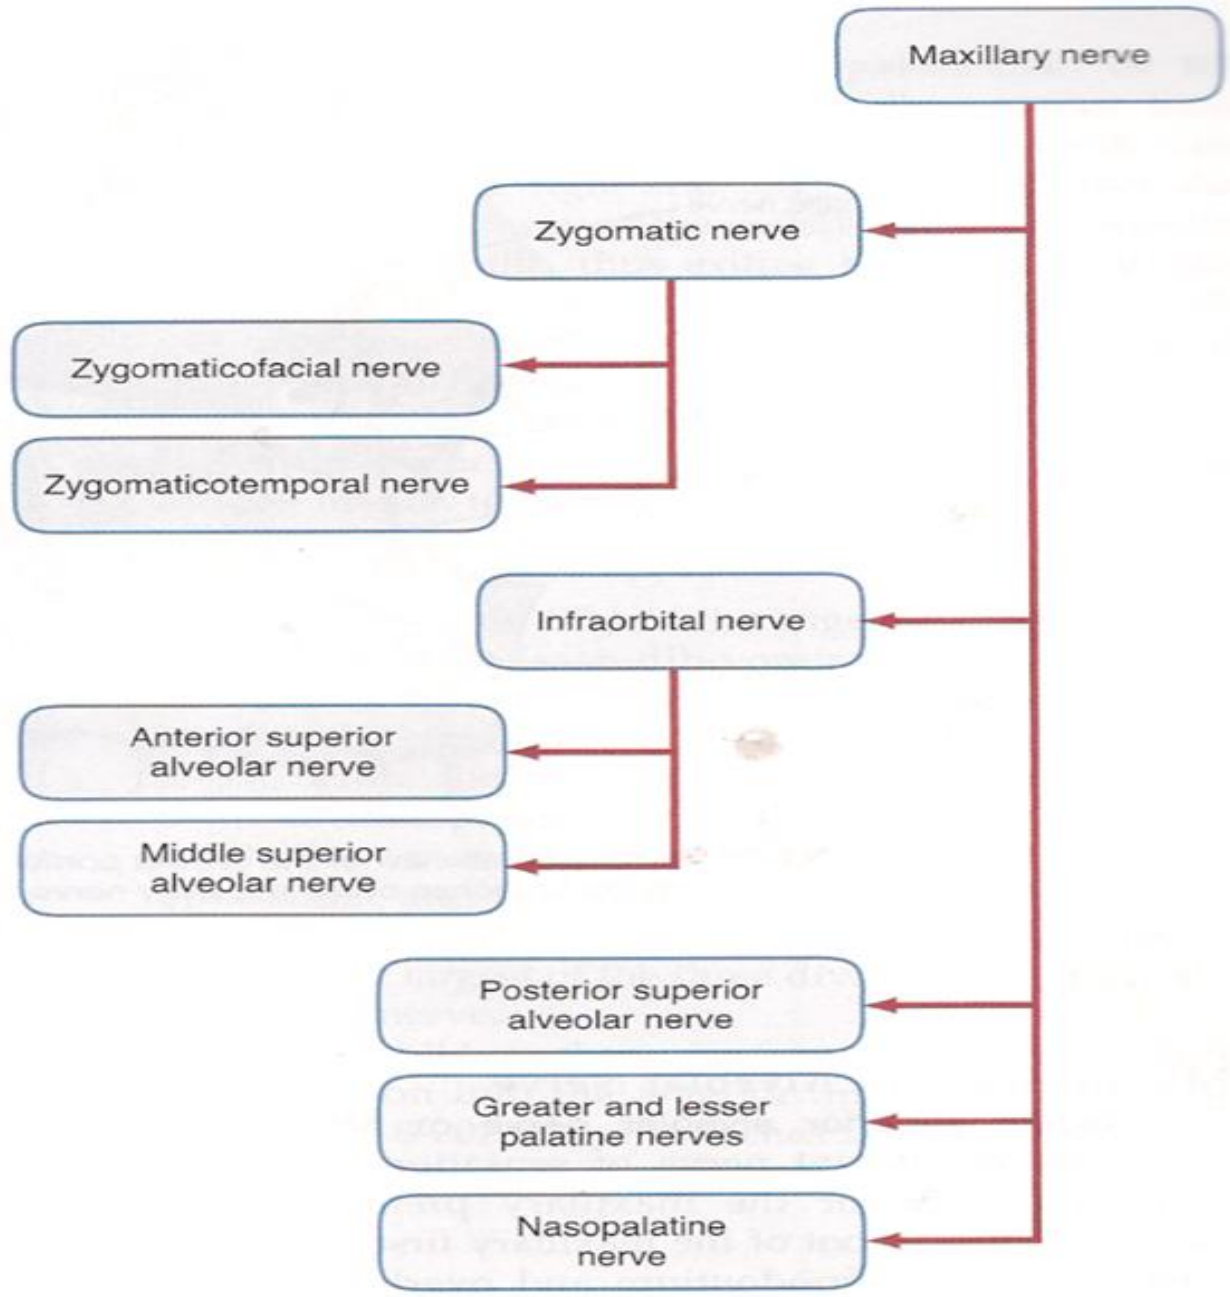 Maxillary nerve
Zygomatic nerve
Zygomaticofacial nerve
Zygomaticotemporal nerve
Infraorbital nerve
Anterior superior
alveolar nerve
Middle superior
alveolar nerve
Posterior superior
alveolar nerve
Greater and lesser
palatine nerves
Nasopalatine
nerve